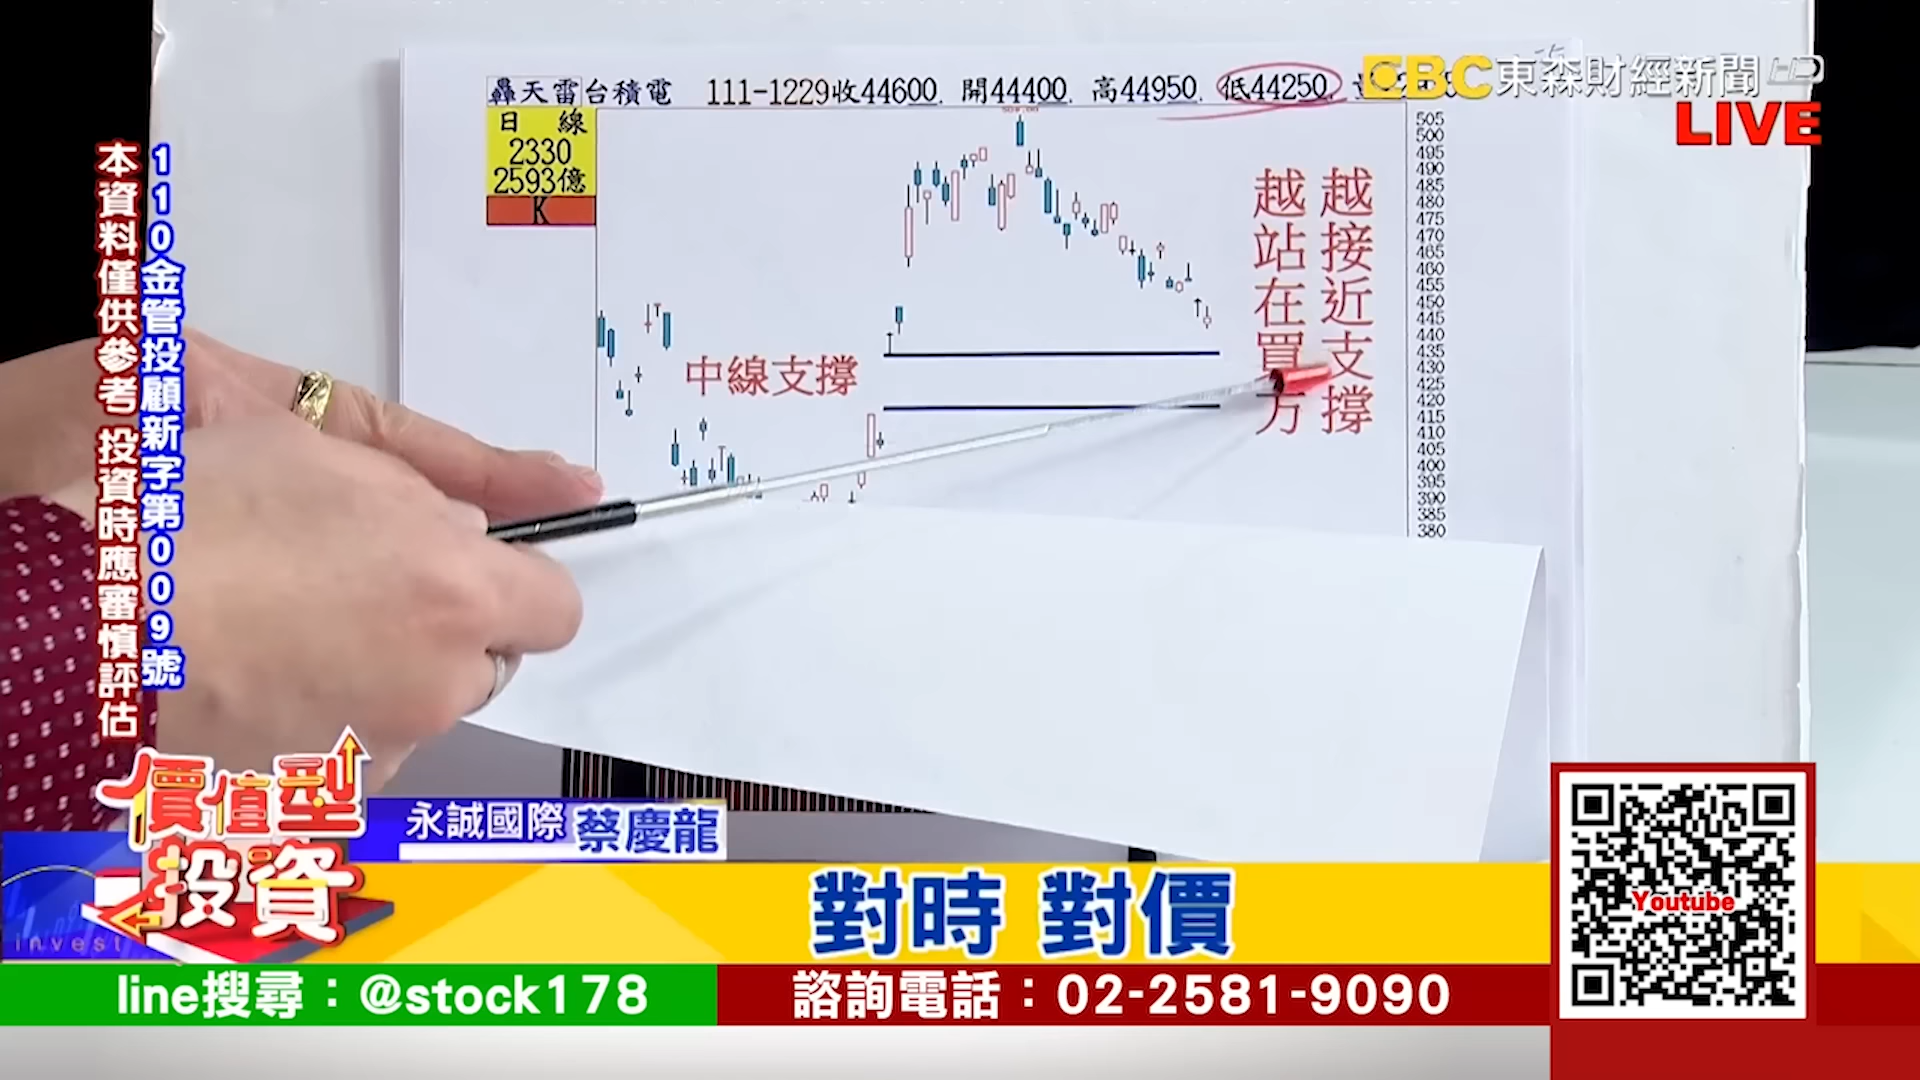 轟天雷台積電 111-1229收44600. 開44400. 高44950. 低44250.
EBC東森財經新聞HD
LIVE
日線
2330
2593億
K
505
500
495
490
485
480
475
470
465
460
455
450
445
440
435
430
425
420
415
410
405
400
395
390
385
380
越接近支撐
越站在買方
中線支撐
110金管投顧新字第009號
本資料僅供參考 投資時應審慎評估
價值型
投資
invest
永誠國際 蔡慶龍
對時 對價
line搜尋：@stock178
諮詢電話：02-2581-9090
Youtube